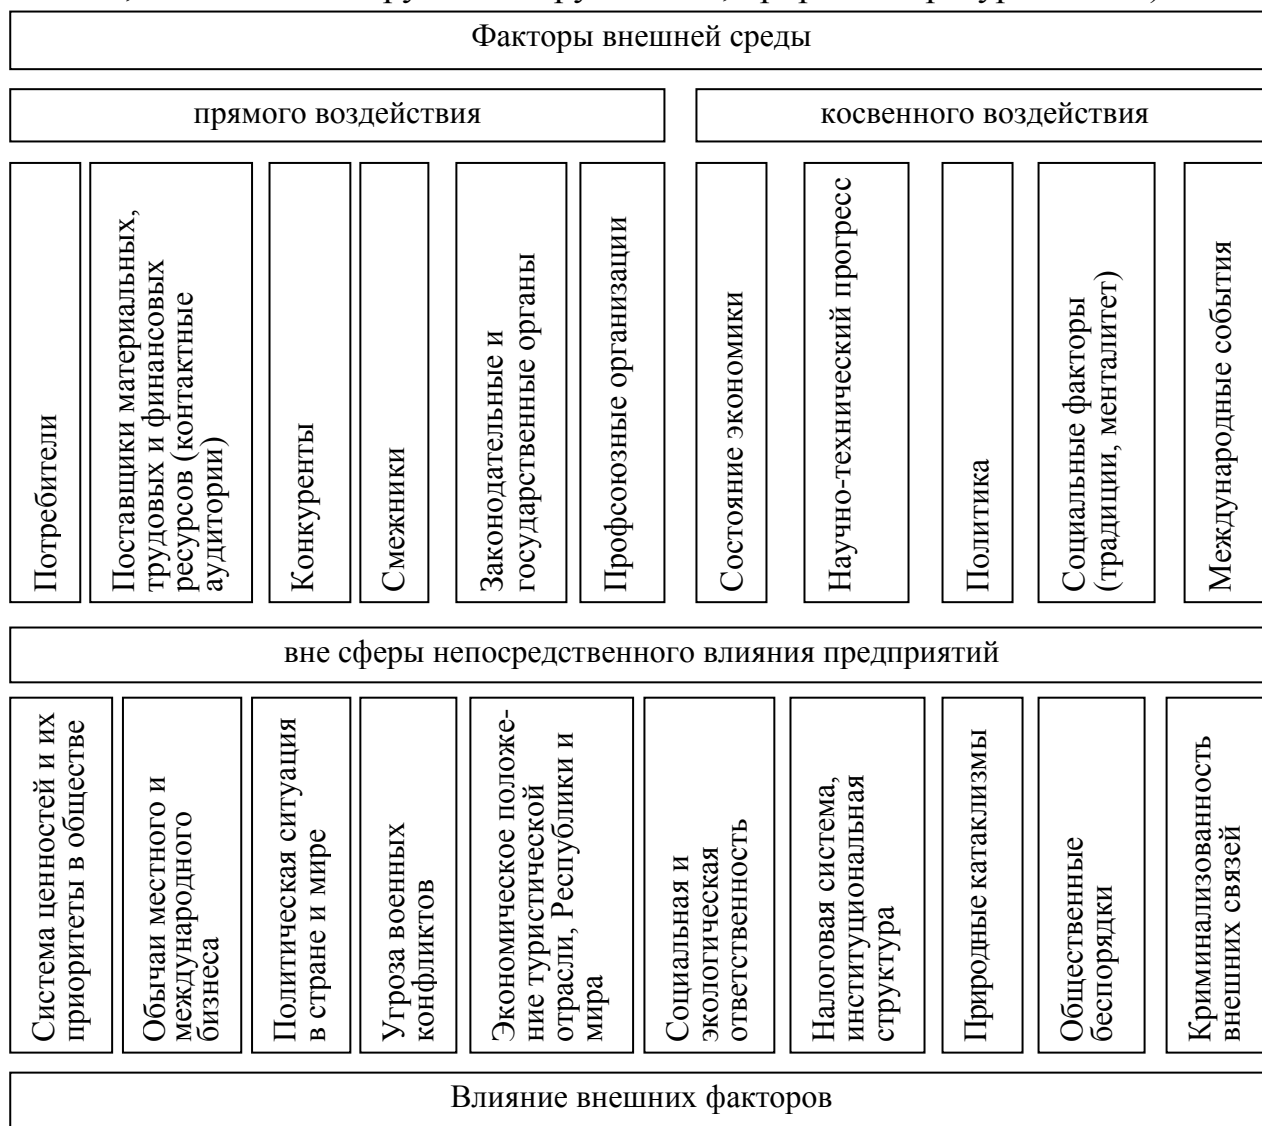 Факторы внешней среды
прямого воздействия
косвенного воздействия
Потребители
Поставщики материальных,
трудовых и финансовых
ресурсов (контактные
аудитории)
Конкуренты
Смежники
Законодательные и
государственные органы
Профсоюзные организации
Состояние экономики
Научно-технический прогресс
Политика
Социальные факторы
(традиции, менталитет)
Международные события
вне сферы непосредственного влияния предприятий
Система ценностей и их
приоритеты в обществе
Обычаи местного и
международного
бизнеса
Политическая ситуация
в стране и мире
Угроза военных
конфликтов
Экономическое положе-
ние туристической
отрасли, Республики и
мира
Социальная и
экологическая
ответственность
Налоговая система,
институциональная
структура
Природные катаклизмы
Общественные
беспорядки
Криминализованность
внешних связей
Влияние внешних факторов